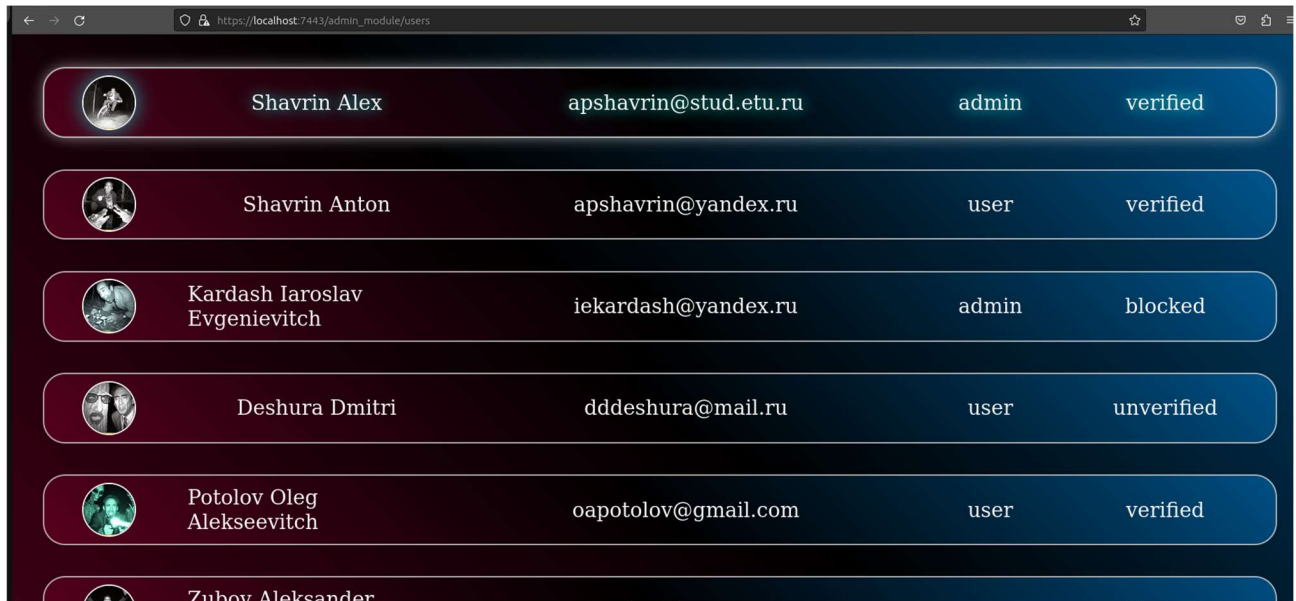 https://localhost:7443/admin_module/users
Shavrin Alex apshavrin@stud.etu.ru admin verified
Shavrin Anton apshavrin@yandex.ru user verified
Kardash Iaroslav
Evgenievitch iekardash@yandex.ru admin blocked
Deshura Dmitri dddeshura@mail.ru user unverified
Potolov Oleg
Alekseevitch oapotolov@gmail.com user verified
Zubov Aleksander